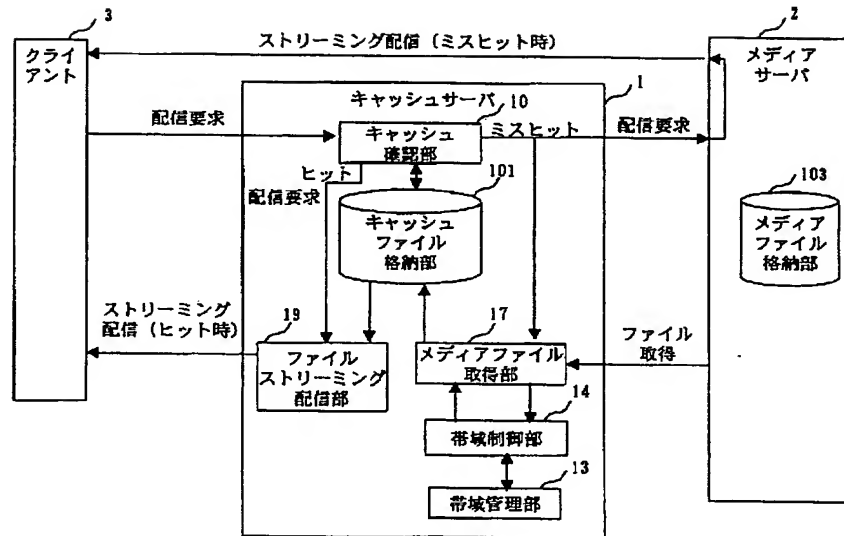 3
クライ
アント
ストリーミング配信(ミスヒット時)
2
メディア
サーバ
1
キャッシュサーバ
配信要求
10
キャッシュ
確認部
ミスヒット
配信要求
ヒット
配信要求
101
キャッシュ
ファイル
格納部
103
メディア
ファイル
格納部
ストリーミング
配信(ヒット時)
19
ファイル
ストリーミング
配信部
17
メディアファイル
取得部
ファイル
取得
14
帯域制御部
13
帯域管理部